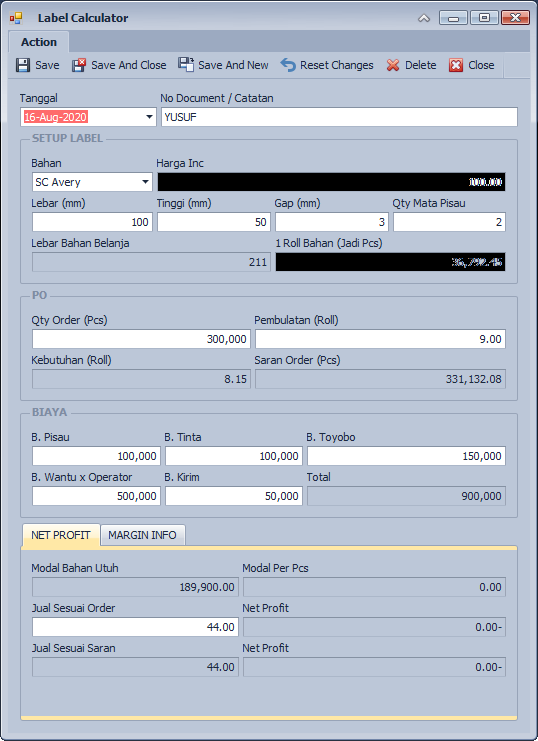 Label Calculator
Action
Save Save And Close Save And New Reset Changes Delete Close
Tanggal No Document / Catatan
16-Aug-2020 YUSUF
SETUP LABEL
Bahan Harga Inc
SC Avery
Lebar (mm) Tinggi (mm) Gap (mm) Qty Mata Pisau
100 50 3 2
Lebar Bahan Belanja 1 Roll Bahan (Jadi Pcs)
211
PO
Qty Order (Pcs) Pembulatan (Roll)
300,000 9.00
Kebutuhan (Roll) Saran Order (Pcs)
8.15 331,132.08
BIAYA
B. Pisau B. Tinta B. Toyobo
100,000 100,000 150,000
B. Wantu x Operator B. Kirim Total
500,000 50,000 900,000
NET PROFIT MARGIN INFO
Modal Bahan Utuh Modal Per Pcs
189,900.00 0.00
Jual Sesuai Order Net Profit
44.00 0.00-
Jual Sesuai Saran Net Profit
44.00 0.00-